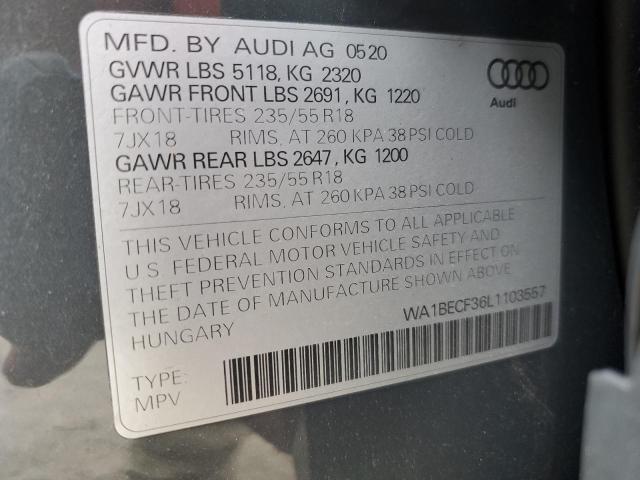 MFD. BY AUDI AG 0520
GVWR LBS 5118, KG 2320
GAWR FRONT LBS 2691, KG 1220
FRONT-TIRES 235/55 R18
7JX18 RIMS, AT 260 KPA 38 PSI COLD
GAWR REAR LBS 2647, KG 1200
REAR-TIRES 235/55 R18
7JX18 RIMS, AT 260 KPA 38 PSI COLD
Audi
THIS VEHICLE CONFORMS TO ALL APPLICABLE
U.S. FEDERAL MOTOR VEHICLE SAFETY AND
THEFT PREVENTION STANDARDS IN EFFECT ON
THE DATE OF MANUFACTURE SHOWN ABOVE
HUNGARY
WA1BECF36L1103557
TYPE:
MPV